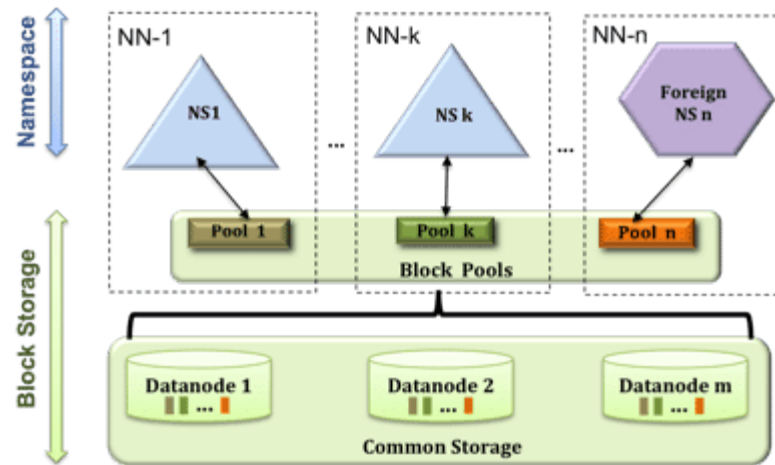 NN-1
NN-k
NN-n
Namespace
NS1
...
NS k
...
Foreign
NS n
Block Storage
Pool 1
Pool k
Pool n
Block Pools
Datanode 1
...
Datanode 2
...
Datanode m
...
Common Storage